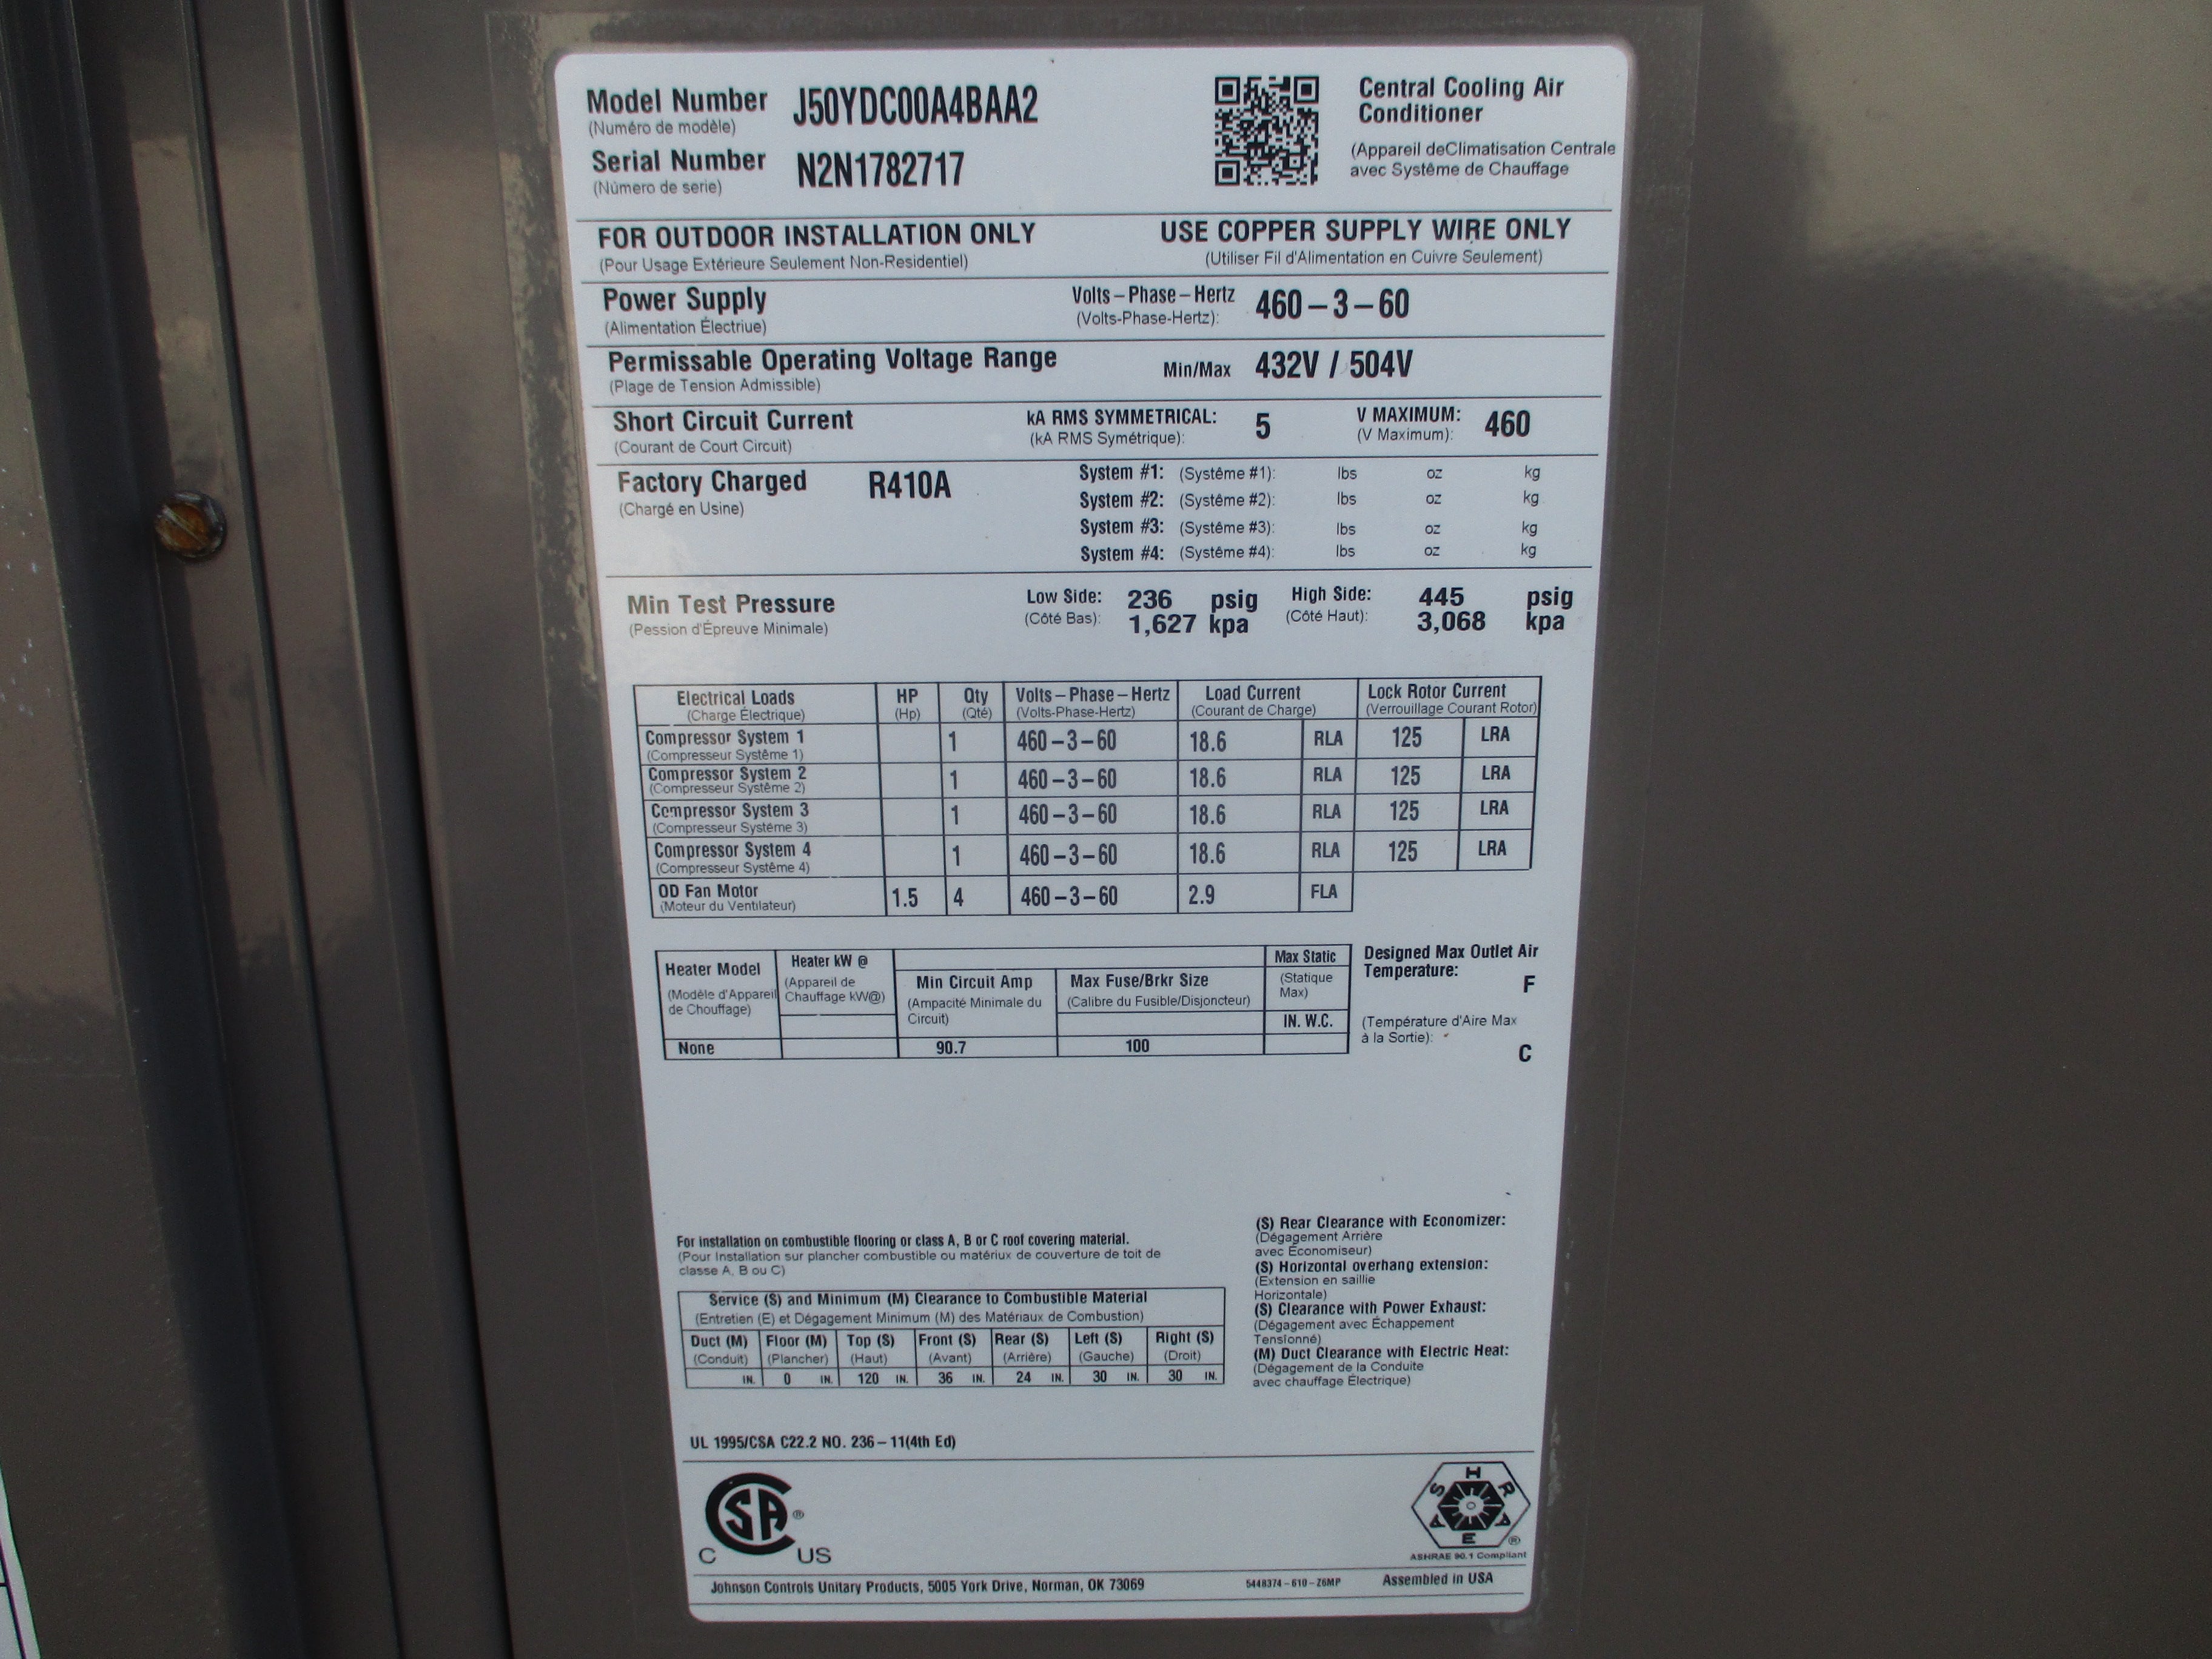 Model Number J50YDC00A4BAA2
(Numéro de modèle)
Serial Number N2N1782717
(Número de serie)
Central Cooling Air
Conditioner
(Appareil deClimatisation Centrale
avec Système de Chauffage
FOR OUTDOOR INSTALLATION ONLY
(Pour Usage Extérieure Seulement Non-Residentiel)
USE COPPER SUPPLY WIRE ONLY
(Utiliser Fil d'Alimentation en Cuivre Seulement)
Power Supply Volts – Phase – Hertz 460 – 3 – 60
(Alimentation Électriue) (Volts-Phase-Hertz):
Permissable Operating Voltage Range Min/Max 432V / 504V
(Plage de Tension Admissible)
Short Circuit Current kA RMS SYMMETRICAL: 5 V MAXIMUM: 460
(Courant de Court Circuit) (kA RMS Symétrique): (V Maximum):
Factory Charged R410A
(Chargé en Usine)
System #1: (Système #1): lbs oz kg
System #2: (Système #2): lbs oz kg
System #3: (Système #3): lbs oz kg
System #4: (Système #4): lbs oz kg
Min Test Pressure Low Side: 236 psig High Side: 445 psig
(Pession d'Épreuve Minimale) (Côté Bas): 1,627 kpa (Côté Haut): 3,068 kpa
Electrical Loads HP Qty Volts – Phase – Hertz Load Current Lock Rotor Current
(Charge Électrique) (Hp) (Qté) (Volts-Phase-Hertz) (Courant de Charge) (Verrouillage Courant Rotor)
Compressor System 1 1 460 – 3 – 60 18.6 RLA 125 LRA
(Compresseur Système 1)
Compressor System 2 1 460 – 3 – 60 18.6 RLA 125 LRA
(Compresseur Système 2)
Compressor System 3 1 460 – 3 – 60 18.6 RLA 125 LRA
(Compresseur Système 3)
Compressor System 4 1 460 – 3 – 60 18.6 RLA 125 LRA
(Compresseur Système 4)
OD Fan Motor 1.5 4 460 – 3 – 60 2.9 FLA
(Moteur du Ventilateur)
Heater Model Heater kW @ Min Circuit Amp Max Fuse/Brkr Size Max Static
(Modèle d'Appareil de Chouffage) (Appareil de Chauffage kW@) (Ampacité Minimale du Circuit) (Calibre du Fusible/Disjoncteur) (Statique Max)
IN. W.C.
None 90.7 100
Designed Max Outlet Air
Temperature:
F
(Température d'Aire Max
à la Sortie):
C
For installation on combustible flooring or class A, B or C roof covering material.
(Pour Installation sur plancher combustible ou matériux de couverture de toit de
classe A, B ou C)
Service (S) and Minimum (M) Clearance to Combustible Material
(Entretien (E) et Dégagement Minimum (M) des Matériaux de Combustion)
Duct (M) Floor (M) Top (S) Front (S) Rear (S) Left (S) Right (S)
(Conduit) (Plancher) (Haut) (Avant) (Arrière) (Gauche) (Droit)
IN. 0 IN. 120 IN. 36 IN. 24 IN. 30 IN. 30 IN.
(S) Rear Clearance with Economizer:
(Dégagement Arrière
avec Économiseur)
(S) Horizontal overhang extension:
(Extension en saillie
Horizontale)
(S) Clearance with Power Exhaust:
(Dégagement avec Échappement
Tensionné)
(M) Duct Clearance with Electric Heat:
(Dégagement de la Conduite
avec chauffage Électrique)
UL 1995/CSA C22.2 NO. 236 – 11(4th Ed)
CSA ®
C US
ASHRAE ®
ASHRAE 90.1 Compliant
Johnson Controls Unitary Products, 5005 York Drive, Norman, OK 73069 5448374 – 610 – Z6MP Assembled in USA